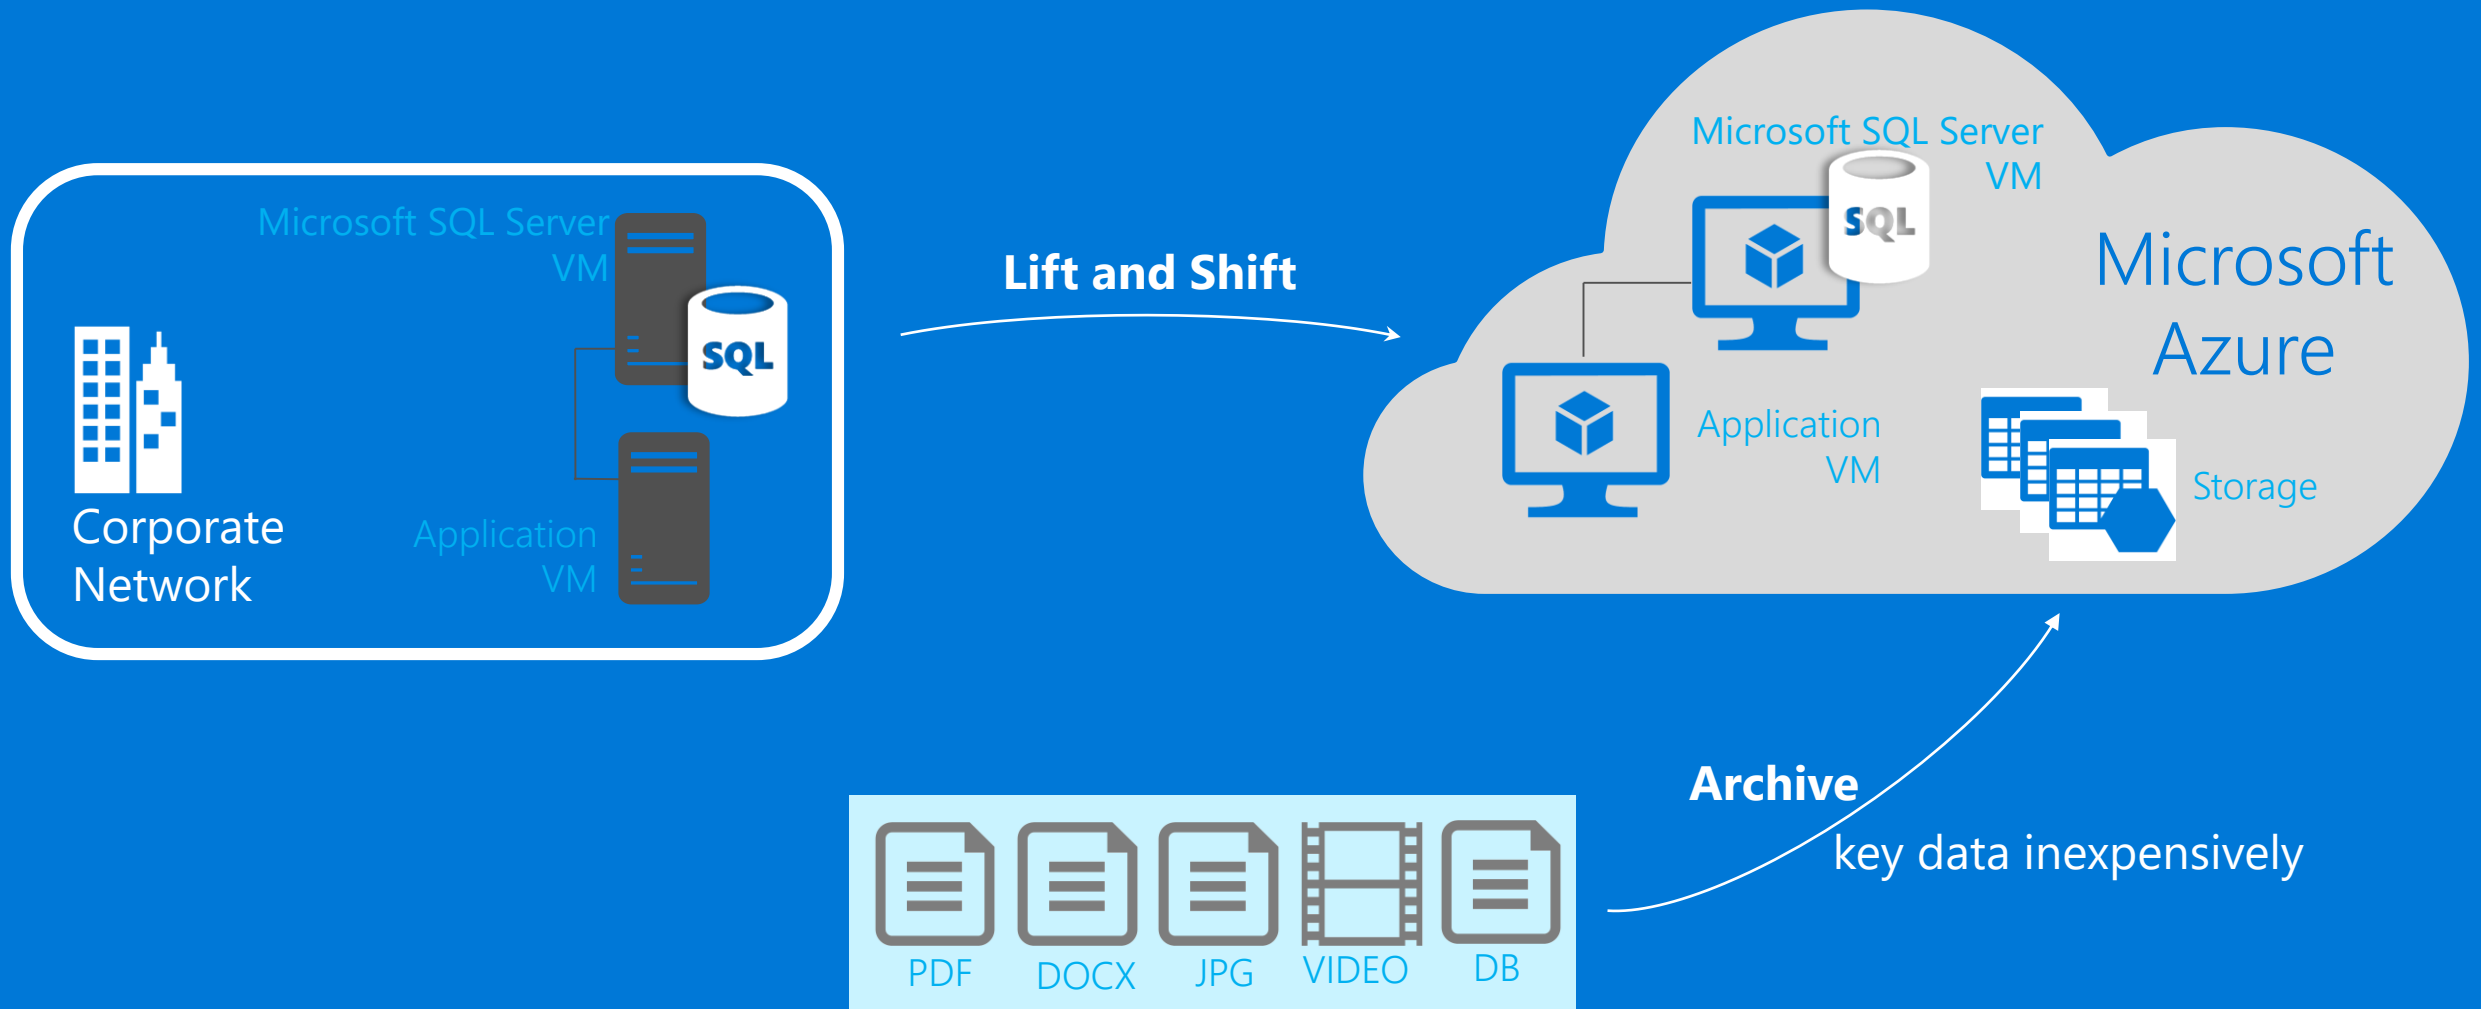 Microsoft SQL Server
VM
SQL
Corporate
Network
Application
VM
Lift and Shift
Microsoft SQL Server
VM
SQL
Microsoft
Azure
Application
VM
Storage
Archive
key data inexpensively
PDF
DOCX
JPG
VIDEO
DB